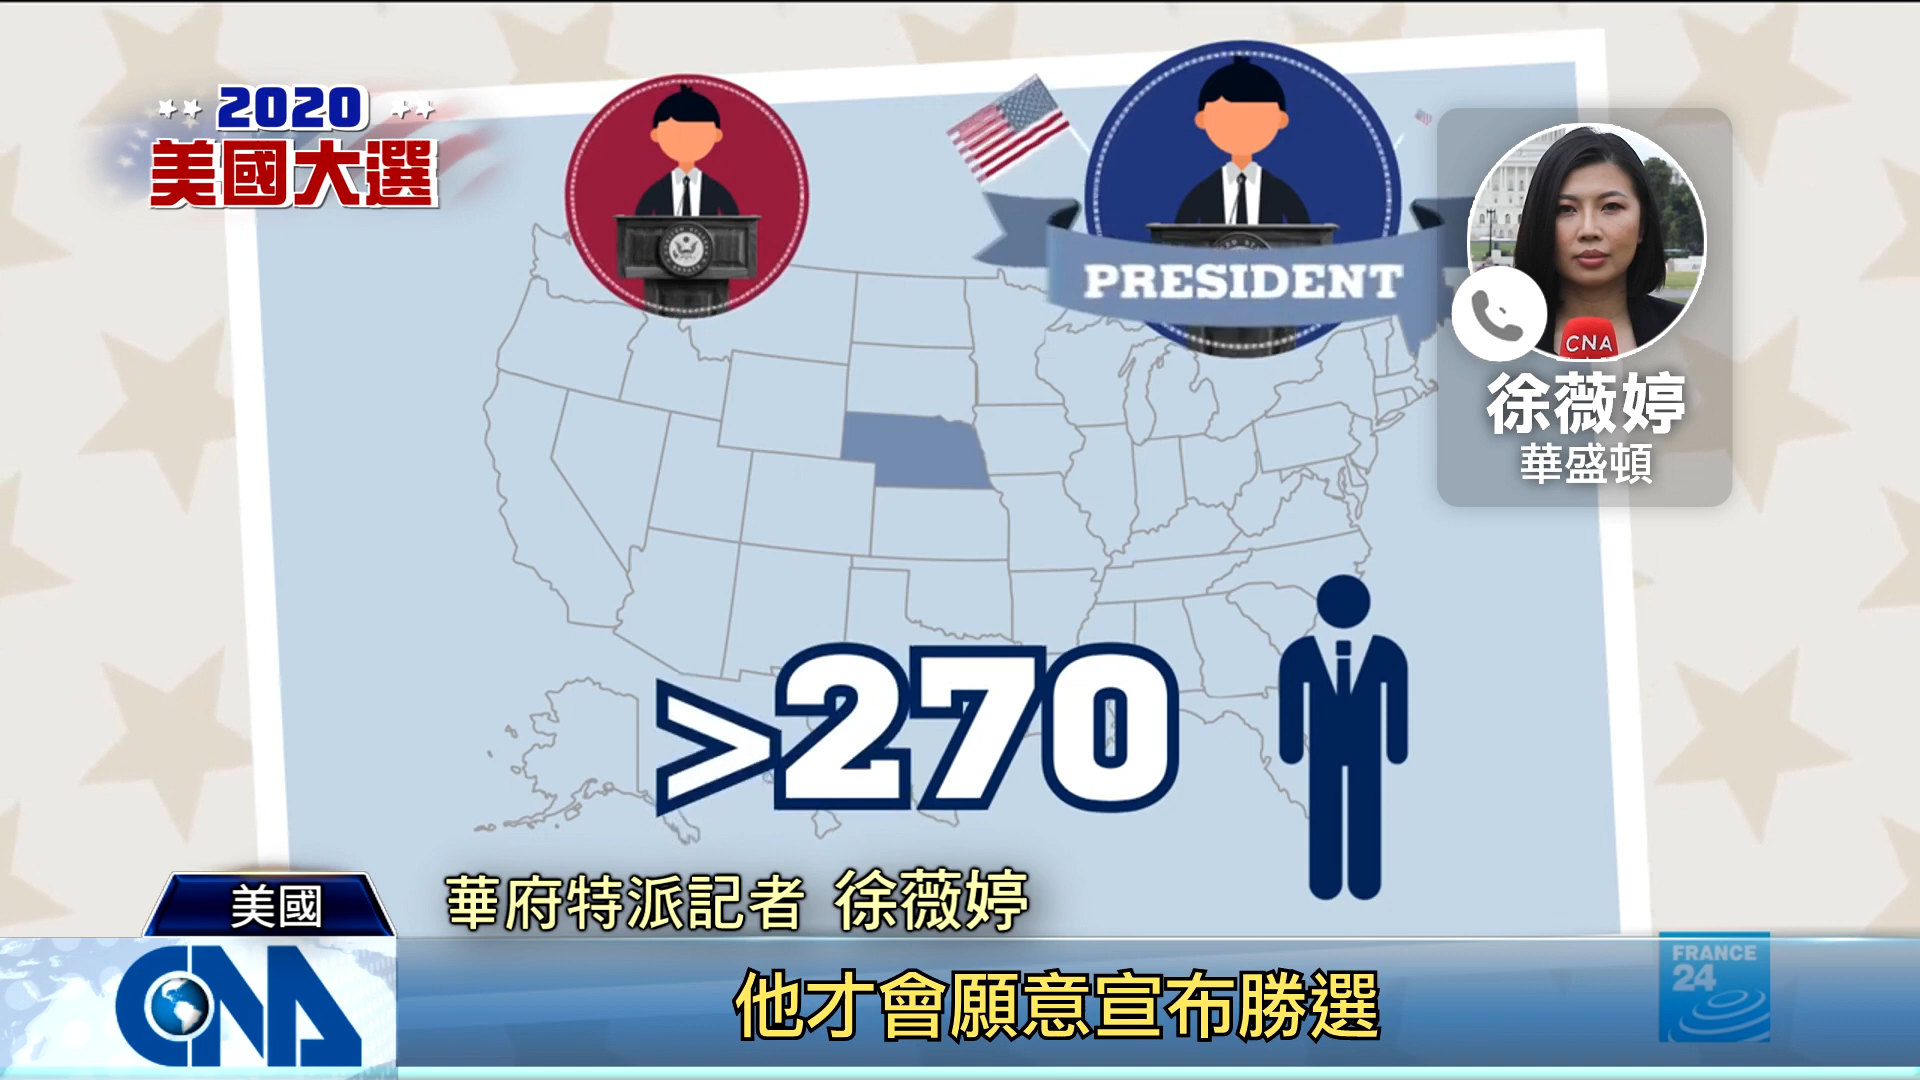 2020
美國大選
PRESIDENT
CNA
徐薇婷
華盛頓
>270
美國
華府特派記者 徐薇婷
CNA
他才會願意宣布勝選
FRANCE
24